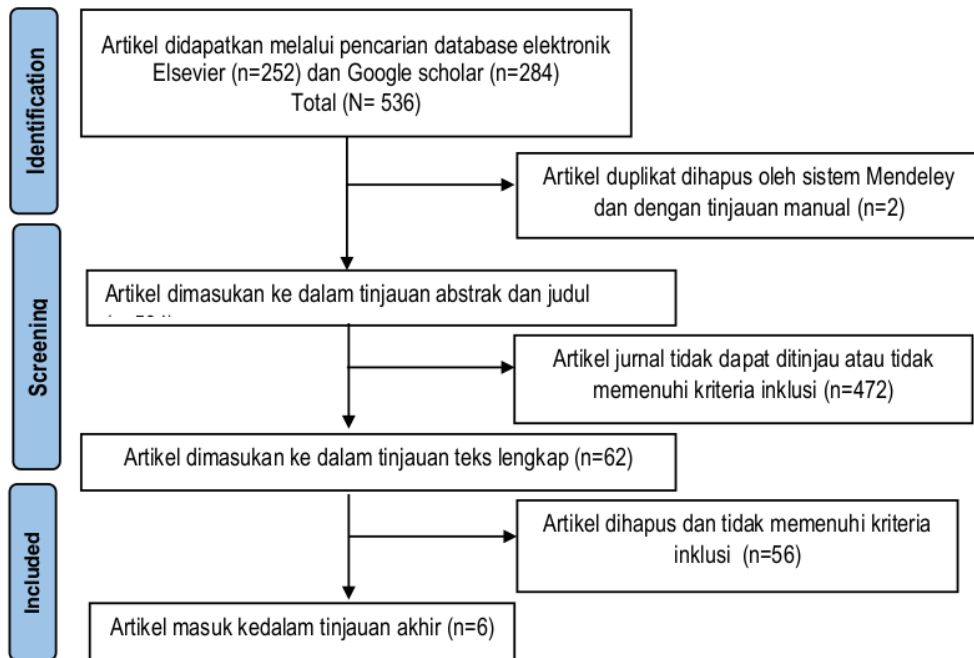 Identification
Artikel didapatkan melalui pencarian database elektronik
Elsevier (n=252) dan Google scholar (n=284)
Total (N= 536)
Artikel duplikat dihapus oleh sistem Mendeley
dan dengan tinjauan manual (n=2)
Screening
Artikel dimasukan ke dalam tinjauan abstrak dan judul
Artikel jurnal tidak dapat ditinjau atau tidak
memenuhi kriteria inklusi (n=472)
Artikel dimasukan ke dalam tinjauan teks lengkap (n=62)
Included
Artikel dihapus dan tidak memenuhi kriteria
inklusi (n=56)
Artikel masuk kedalam tinjauan akhir (n=6)